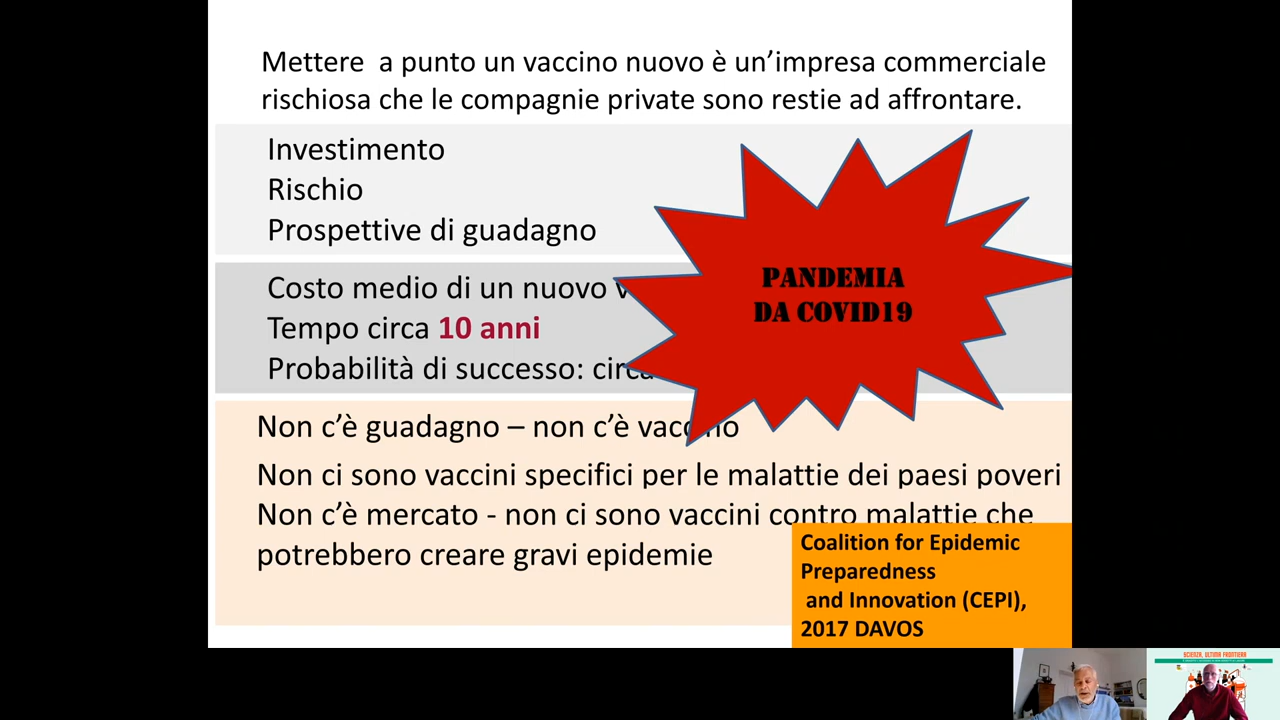 Mettere a punto un vaccino nuovo è un'impresa commerciale
rischiosa che le compagnie private sono restie ad affrontare.
Investimento
Rischio
Prospettive di guadagno
Costo medio di un nuovo
Tempo circa 10 anni
Probabilità di successo: circa
PANDEMIA
DA COVID19
Non c'è guadagno – non c'è vaccino
Non ci sono vaccini specifici per le malattie dei paesi poveri
Non c'è mercato - non ci sono vaccini contro malattie che
potrebbero creare gravi epidemie
Coalition for Epidemic
Preparedness
and Innovation (CEPI),
2017 DAVOS
SCIENZA, ULTIMA FRONTIERA